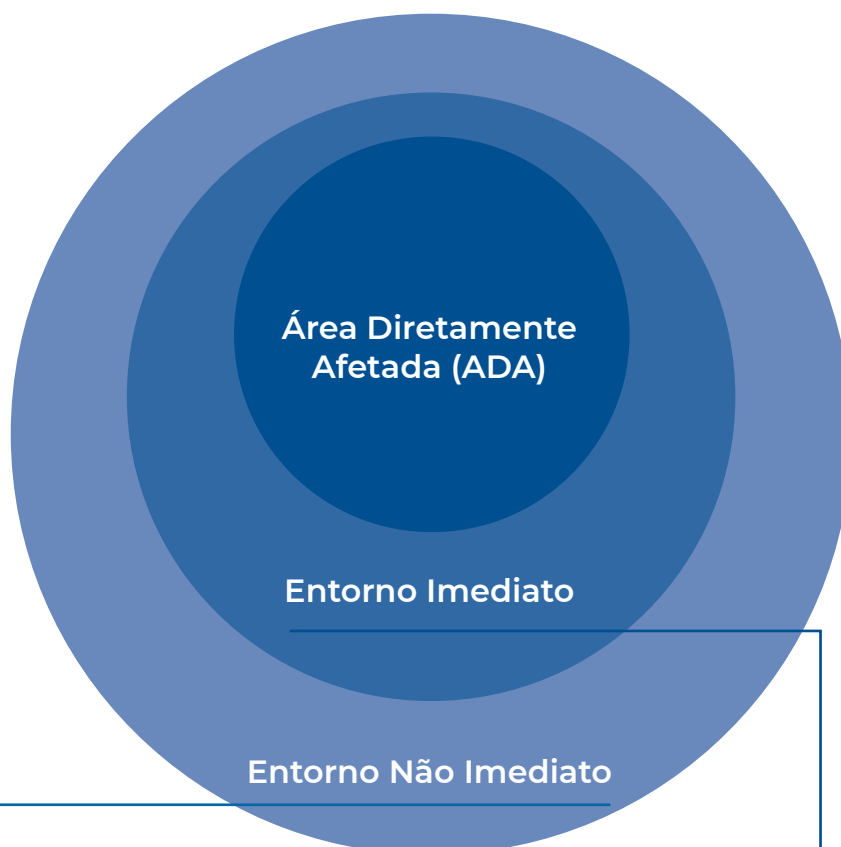 Área Diretamente
Afetada (ADA)
Entorno Imediato
Entorno Não Imediato